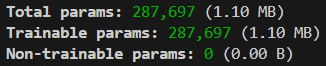 Total params: 287,697 (1.10 MB)
Trainable params: 287,697 (1.10 MB)
Non-trainable params: 0 (0.00 B)